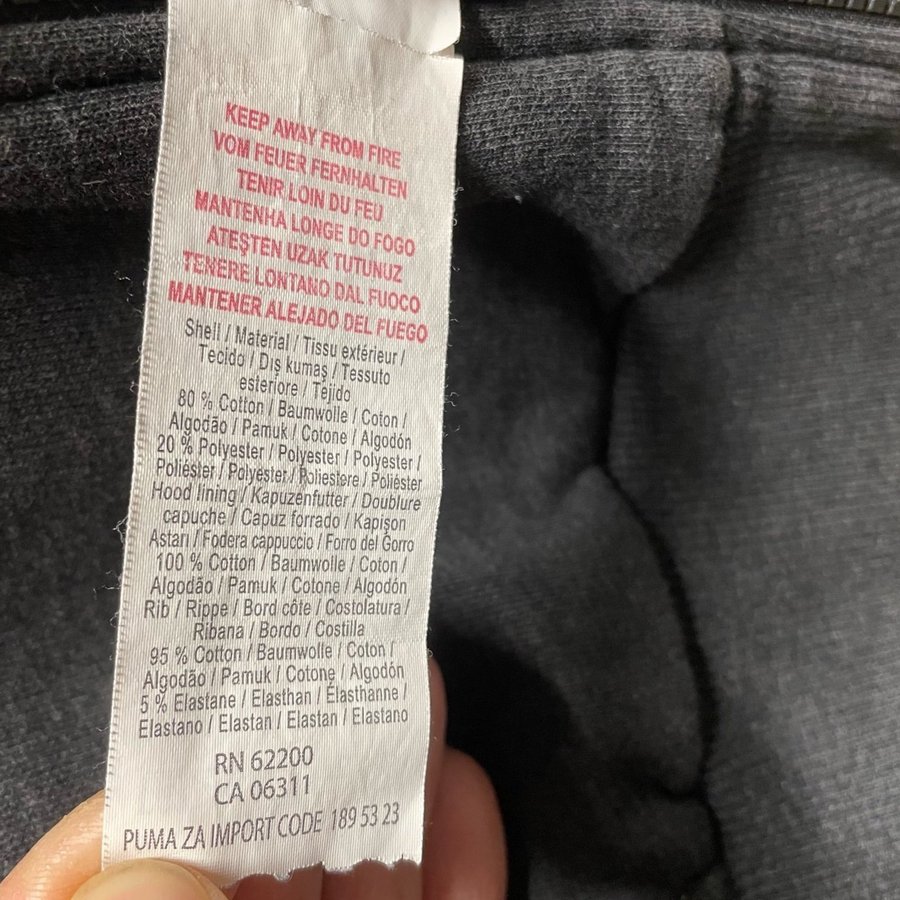 KEEP AWAY FROM FIRE
VOM FEUER FERNHALTEN
TENIR LOIN DU FEU
MANTENHA LONGE DO FOGO
ATEŞTEN UZAK TUTUNUZ
TENERE LONTANO DAL FUOCO
MANTENER ALEJADO DEL FUEGO
Shell / Material / Tissu extérieur /
Tecido / Dış kumaş / Tessuto
esteriore / Tejido
80 % Cotton / Baumwolle / Coton /
Algodão / Pamuk / Cotone / Algodón
20 % Polyester / Polyester / Polyester /
Poliéster / Polyester / Poliestere / Poliéster
Hood lining / Kapuzenfutter / Doublure
capuche / Capuz forrado / Kapişon
Astarı / Fodera cappuccio / Forro del Gorro
100 % Cotton / Baumwolle / Coton /
Algodão / Pamuk / Cotone / Algodón
Rib / Rippe / Bord côte / Costolatura /
Ribana / Bordo / Costilla
95 % Cotton / Baumwolle / Coton /
Algodão / Pamuk / Cotone / Algodón
5 % Elastane / Elasthan / Élasthanne /
Elastano / Elastan / Elastan / Elastano
RN 62200
CA 06311
PUMA ZA IMPORT CODE 189 53 23